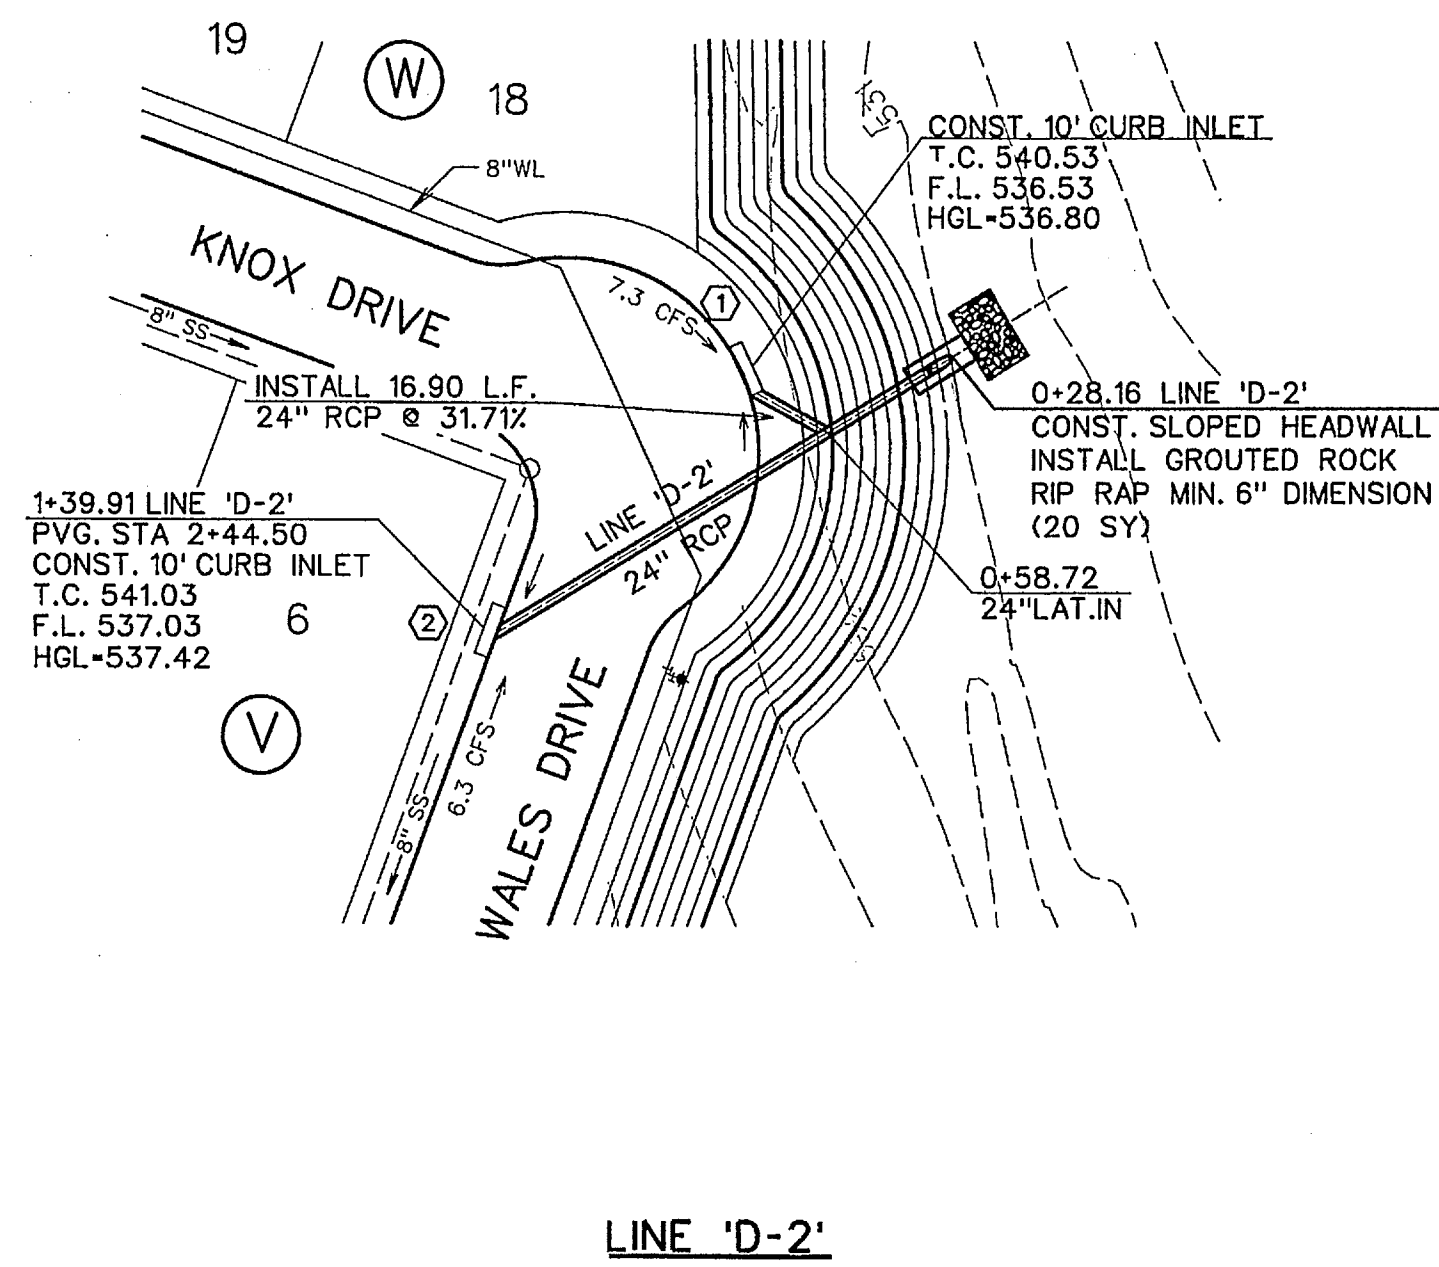 19
W
18
8"WL
KNOX DRIVE
8" SS
7.3 CFS
1
CONST. 10' CURB INLET
T.C. 540.53
F.L. 536.53
HGL=536.80
INSTALL 16.90 L.F.
24" RCP @ 31.71%
0+28.16 LINE 'D-2'
CONST. SLOPED HEADWALL
INSTALL GROUTED ROCK
RIP RAP MIN. 6" DIMENSION
(20 SY)
1+39.91 LINE 'D-2'
PVG. STA 2+44.50
CONST. 10' CURB INLET
T.C. 541.03
F.L. 537.03
HGL=537.42
6
2
LINE 'D-2'
24" RCP
0+58.72
24"LAT.IN
V
6.3 CFS
8" SS
WALES DRIVE
LINE 'D-2'